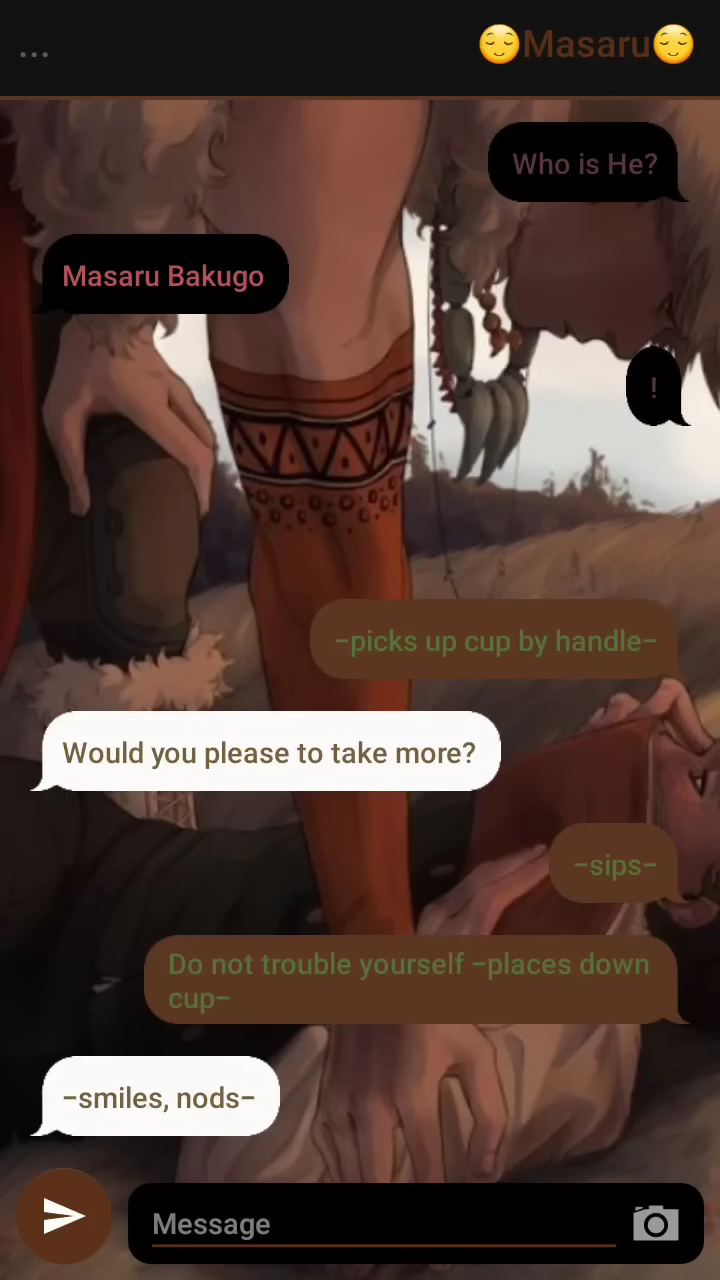 ...
😌Masaru😌
Who is He?
Masaru Bakugo
!
–picks up cup by handle–
Would you please to take more?
–sips–
Do not trouble yourself –places down
cup–
–smiles, nods–
Message